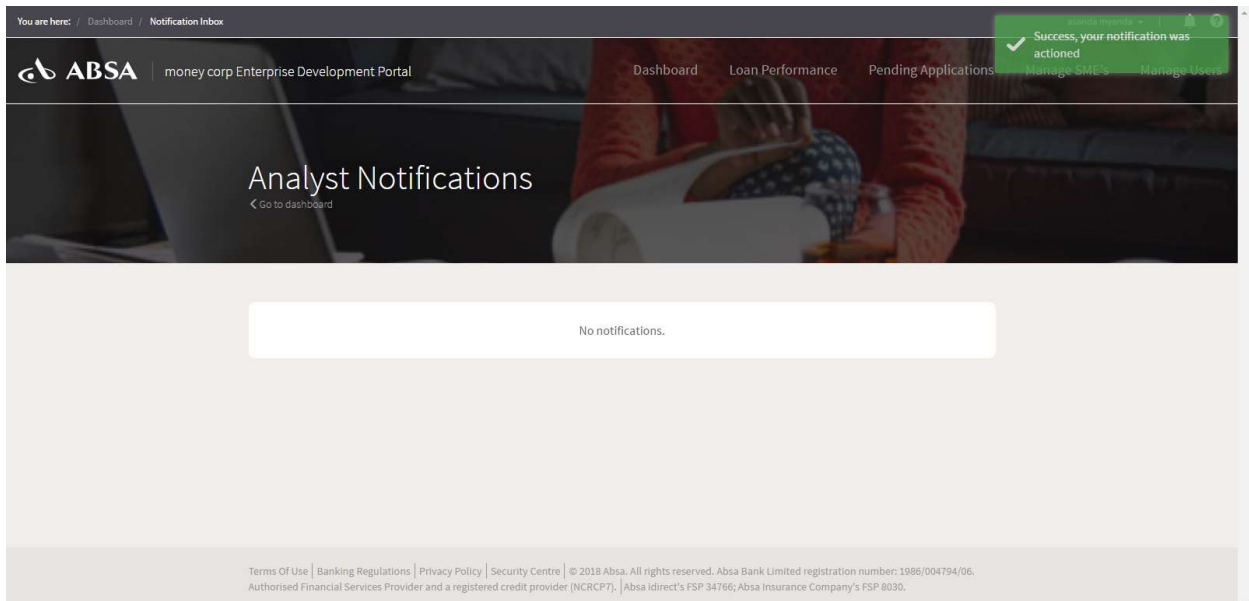 You are here: / Dashboard / Notification Inbox
asanda myanda
Success, your notification was
actioned
ABSA
money corp Enterprise Development Portal
Dashboard Loan Performance Pending Applications Manage SME's Manage Users
Analyst Notifications
Go to dashboard
No notifications.
Terms Of Use | Banking Regulations | Privacy Policy | Security Centre | © 2018 Absa. All rights reserved. Absa Bank Limited registration number: 1986/004794/06.
Authorised Financial Services Provider and a registered credit provider (NCRCP7). | Absa idirect's FSP 34766; Absa Insurance Company's FSP 8030.